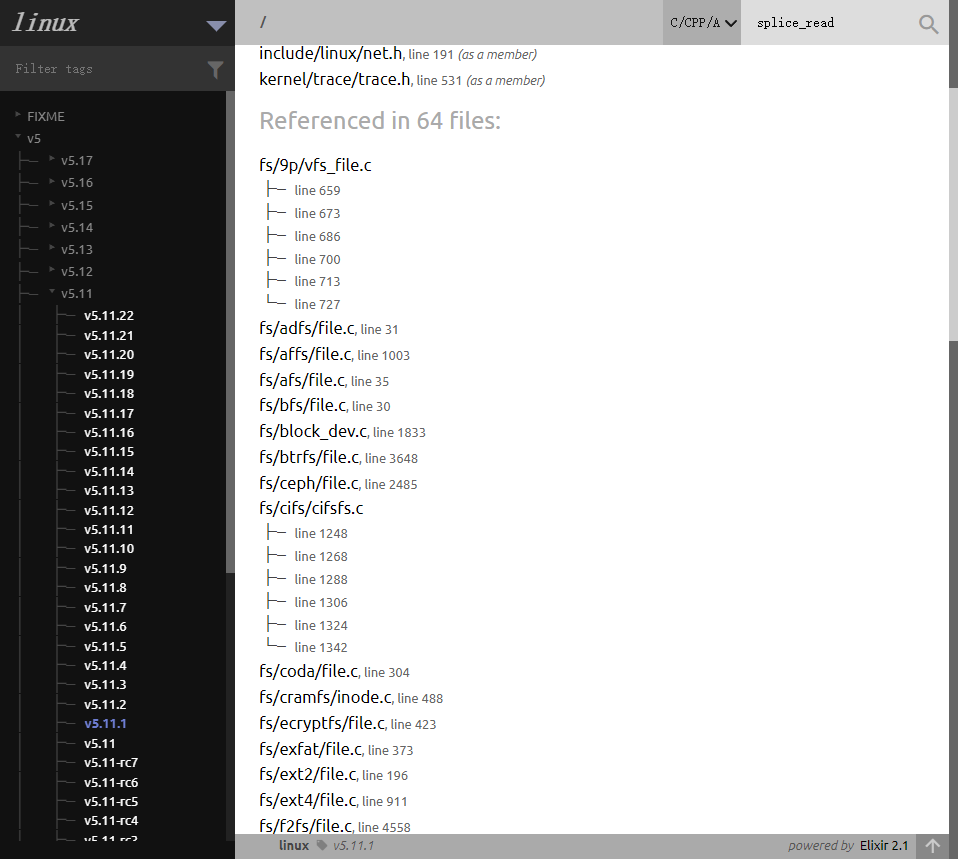 linux
Filter tags
FIXME
v5
v5.17
v5.16
v5.15
v5.14
v5.13
v5.12
v5.11
v5.11.22
v5.11.21
v5.11.20
v5.11.19
v5.11.18
v5.11.17
v5.11.16
v5.11.15
v5.11.14
v5.11.13
v5.11.12
v5.11.11
v5.11.10
v5.11.9
v5.11.8
v5.11.7
v5.11.6
v5.11.5
v5.11.4
v5.11.3
v5.11.2
v5.11.1
v5.11
v5.11-rc7
v5.11-rc6
v5.11-rc5
v5.11-rc4
v5.11-rc3
/ C/CPP/A splice_read
include/linux/net.h, line 191 (as a member)
kernel/trace/trace.h, line 531 (as a member)
Referenced in 64 files:
fs/9p/vfs_file.c
line 659
line 673
line 686
line 700
line 713
line 727
fs/adfs/file.c, line 31
fs/affs/file.c, line 1003
fs/afs/file.c, line 35
fs/bfs/file.c, line 30
fs/block_dev.c, line 1833
fs/btrfs/file.c, line 3648
fs/ceph/file.c, line 2485
fs/cifs/cifsfs.c
line 1248
line 1268
line 1288
line 1306
line 1324
line 1342
fs/coda/file.c, line 304
fs/cramfs/inode.c, line 488
fs/ecryptfs/file.c, line 423
fs/exfat/file.c, line 373
fs/ext2/file.c, line 196
fs/ext4/file.c, line 911
fs/f2fs/file.c, line 4558
linux v5.11.1 powered by Elixir 2.1